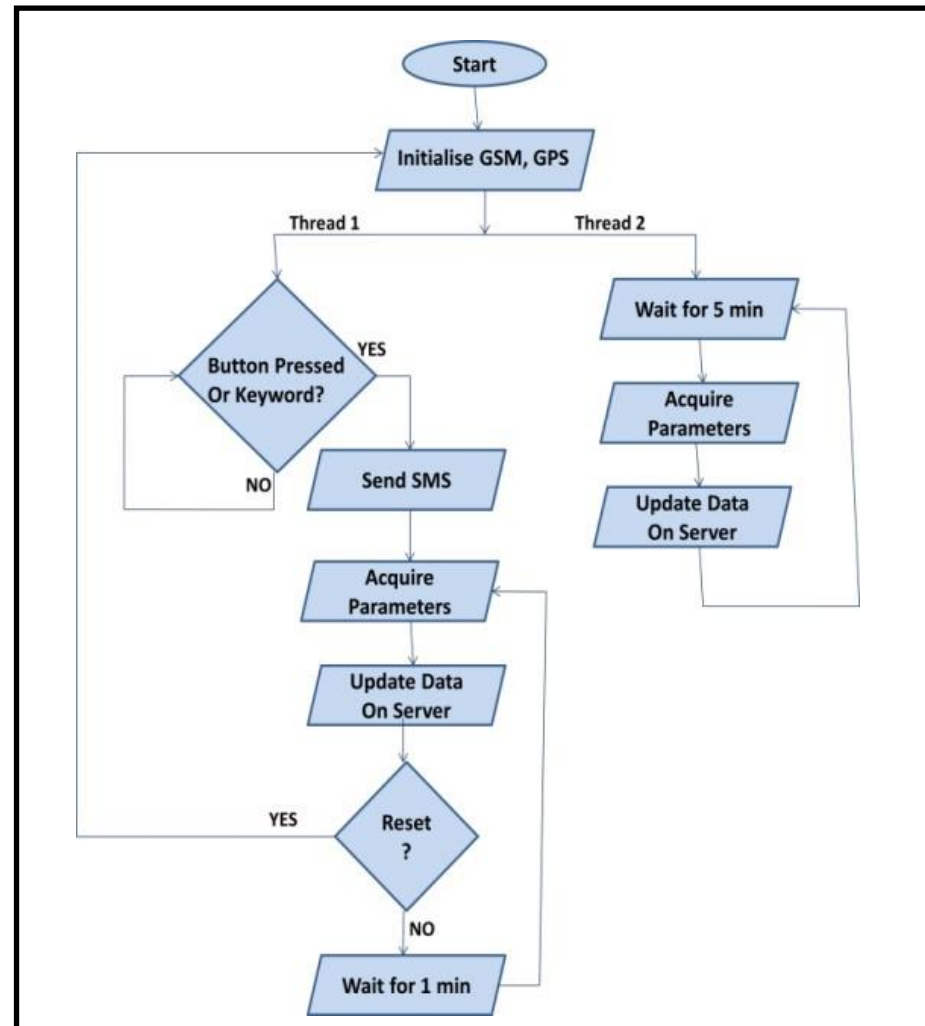 Start
Initialise GSM, GPS
Thread 1
Thread 2
Button Pressed
Or Keyword?
YES
NO
Send SMS
Acquire
Parameters
Update Data
On Server
Reset
?
YES
NO
Wait for 1 min
Wait for 5 min
Acquire
Parameters
Update Data
On Server